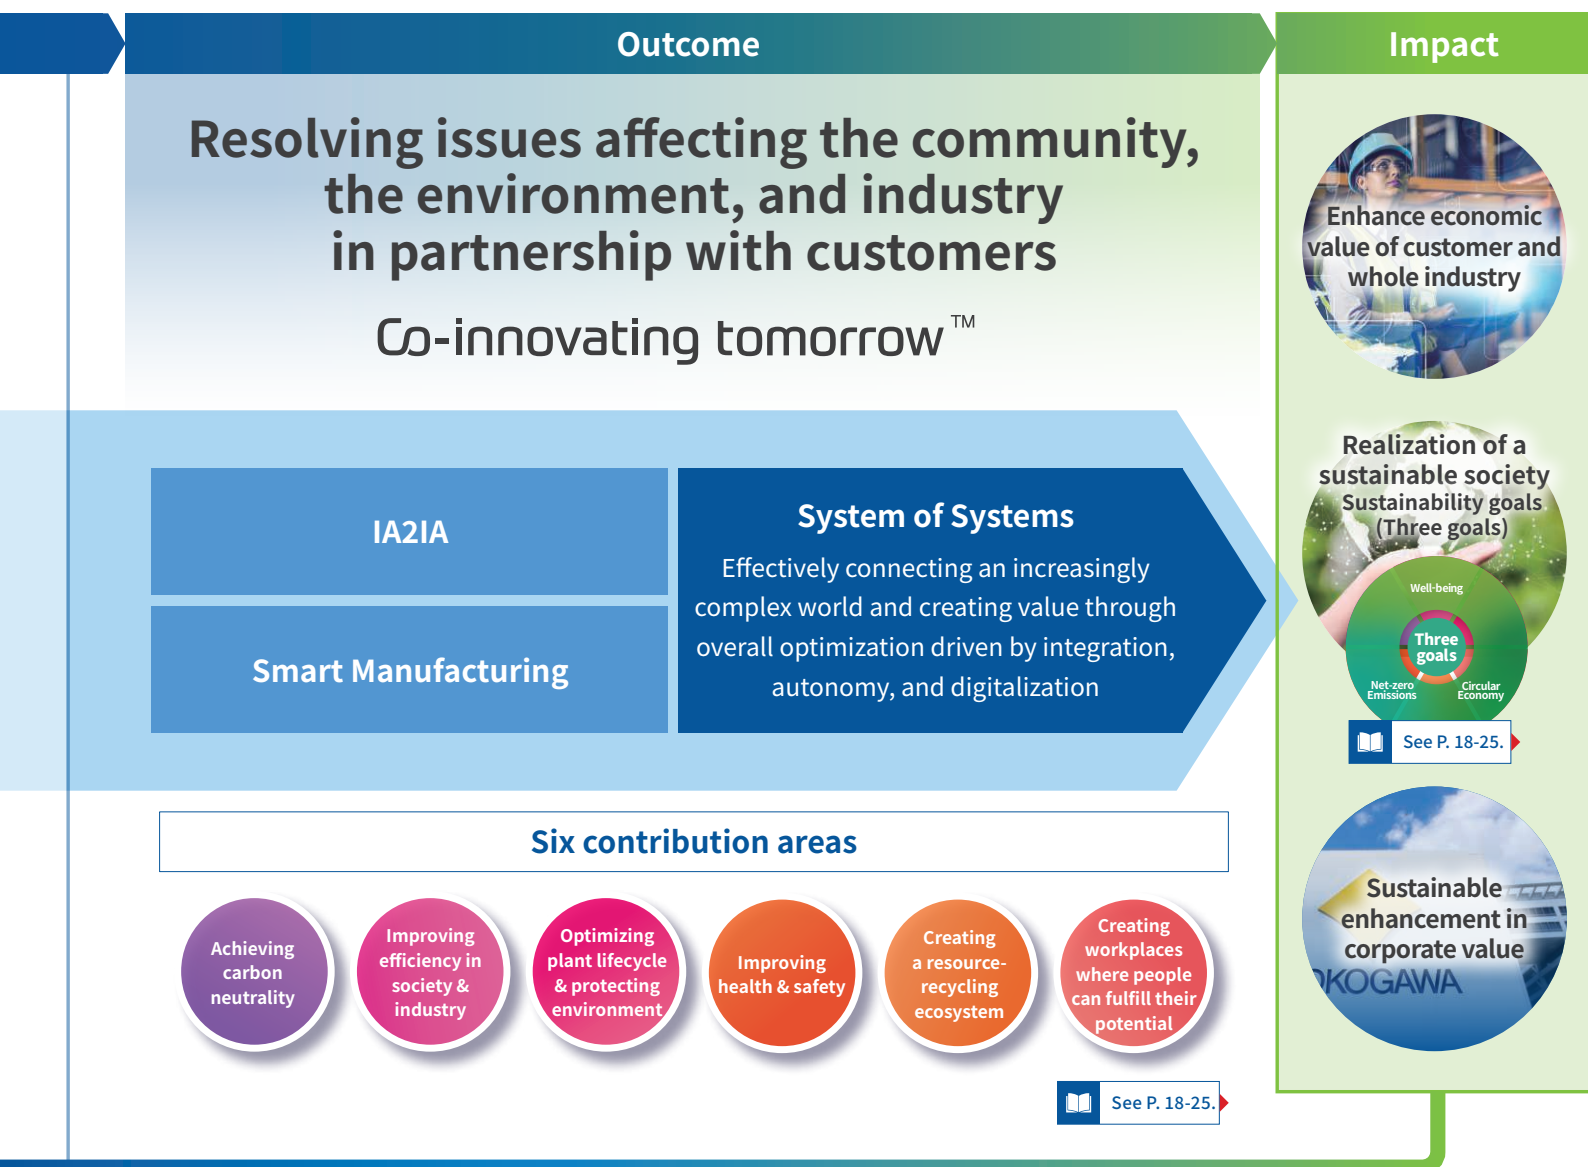 Outcome
Resolving issues affecting the community,
the environment, and industry
in partnership with customers
Co-innovating tomorrow™
IA2IA
Smart Manufacturing
System of Systems
Effectively connecting an increasingly
complex world and creating value through
overall optimization driven by integration,
autonomy, and digitalization
Six contribution areas
Achieving
carbon
neutrality
Improving
efficiency in
society &
industry
Optimizing
plant lifecycle
& protecting
environment
Improving
health & safety
Creating
a resource-
recycling
ecosystem
Creating
workplaces
where people
can fulfill their
potential
See P. 18-25.
Impact
Enhance economic
value of customer and
whole industry
Realization of a
sustainable society
Sustainability goals
(Three goals)
Well-being
Three
goals
Net-zero
Emissions
Circular
Economy
See P. 18-25.
Sustainable
enhancement in
corporate value
OKOGAWA